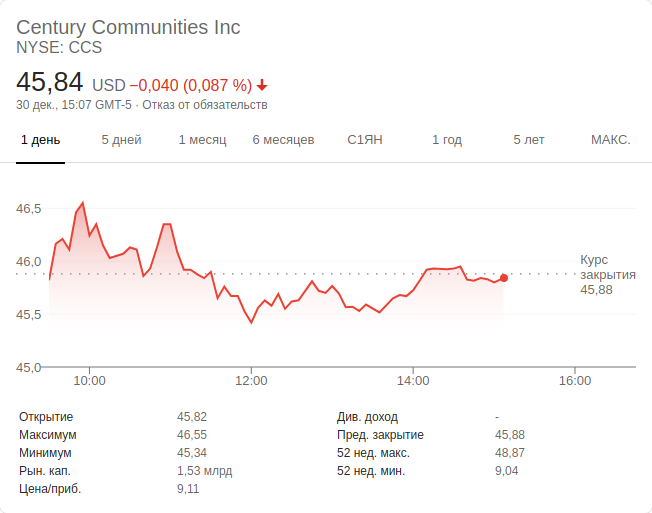 Century Communities Inc
NYSE: CCS
45,84 USD −0,040 (0,087 %)
30 дек., 15:07 GMT-5 · Отказ от обязательств
1 день 5 дней 1 месяц 6 месяцев С1ЯН 1 год 5 лет МАКС.
46,5
46,0
45,5
45,0
Курс
закрытия
45,88
10:00 12:00 14:00 16:00
Открытие 45,82 Див. доход -
Максимум 46,55 Пред. закрытие 45,88
Минимум 45,34 52 нед. макс. 48,87
Рын. кап. 1,53 млрд 52 нед. мин. 9,04
Цена/приб. 9,11